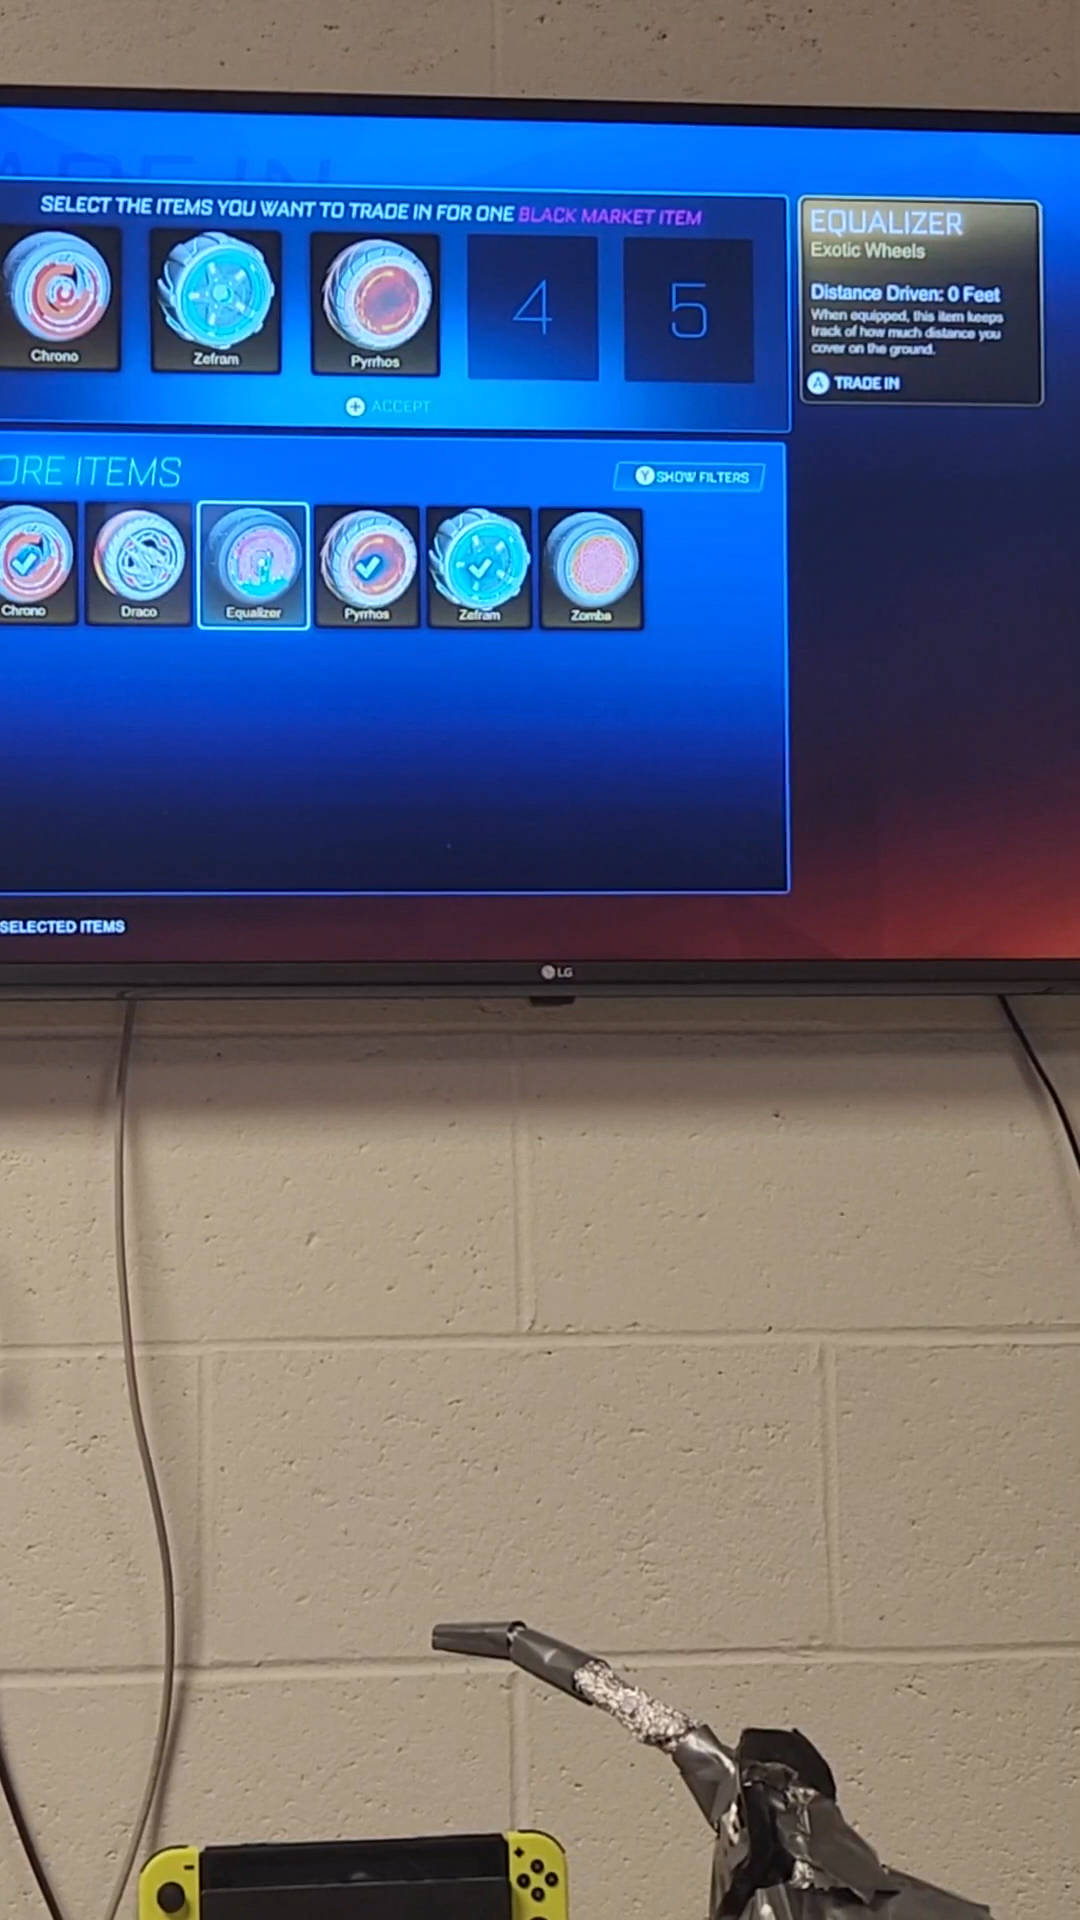 SELECT THE ITEMS YOU WANT TO TRADE IN FOR ONE BLACK MARKET ITEM
Chrono
Zefram
Pyrrhos
4
5
+ ACCEPT
EQUALIZER
Exotic Wheels
Distance Driven: 0 Feet
When equipped, this item keeps
track of how much distance you
cover on the ground.
A TRADE IN
ORE ITEMS
Y SHOW FILTERS
Chrono
Draco
Equalizer
Pyrrhos
Zefram
Zomba
SELECTED ITEMS
LG